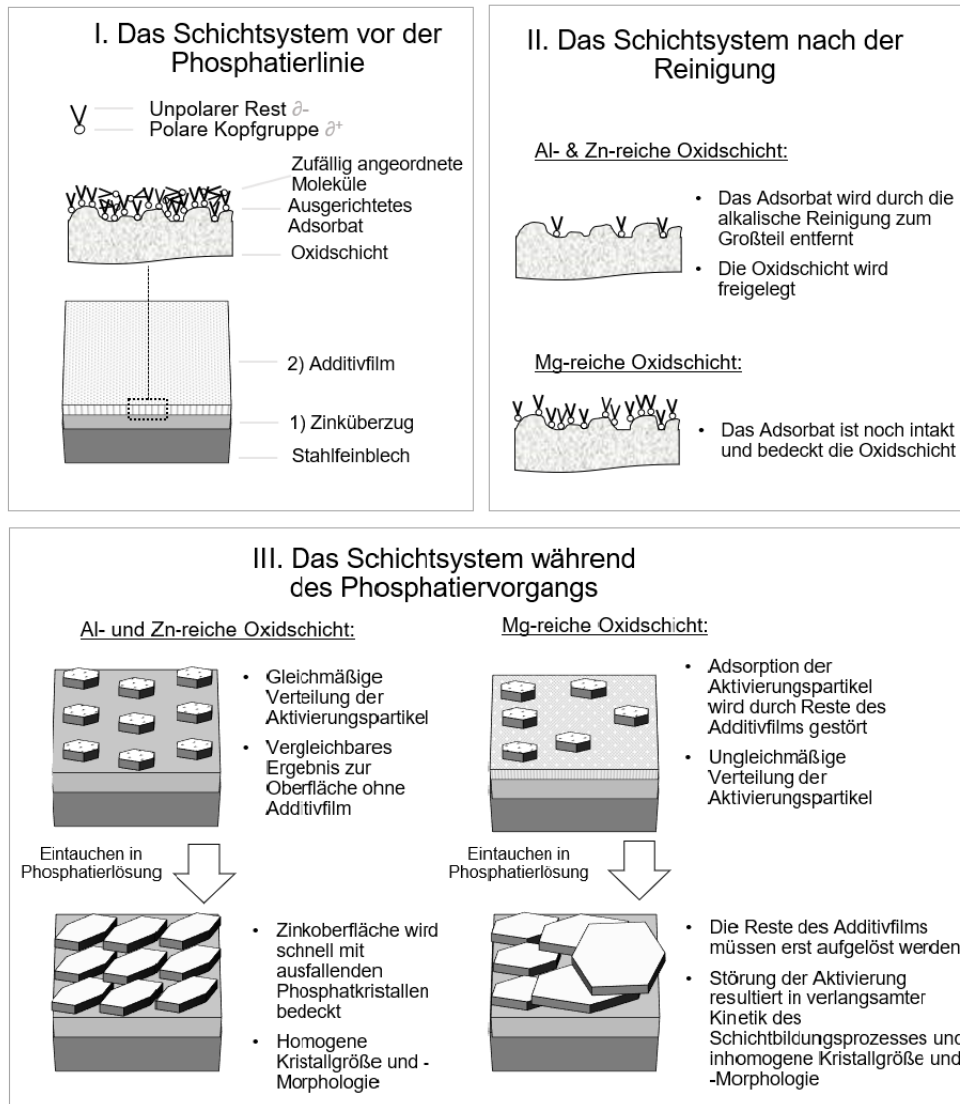 I. Das Schichtsystem vor der
Phosphatierlinie
Unpolarer Rest ∂-
Polare Kopfgruppe ∂+
Zufällig angeordnete
Moleküle
Ausgerichtetes
Adsorbat
Oxidschicht
2) Additivfilm
1) Zinküberzug
Stahlfeinblech
II. Das Schichtsystem nach der
Reinigung
Al- & Zn-reiche Oxidschicht:
• Das Adsorbat wird durch die
alkalische Reinigung zum
Großteil entfernt
• Die Oxidschicht wird
freigelegt
Mg-reiche Oxidschicht:
• Das Adsorbat ist noch intakt
und bedeckt die Oxidschicht
III. Das Schichtsystem während
des Phosphatiervorgangs
Al- und Zn-reiche Oxidschicht:
• Gleichmäßige
Verteilung der
Aktivierungspartikel
• Vergleichbares
Ergebnis zur
Oberfläche ohne
Additivfilm
Eintauchen in
Phosphatierlösung
• Zinkoberfläche wird
schnell mit
ausfallenden
Phosphatkristallen
bedeckt
• Homogene
Kristallgröße und -
Morphologie
Mg-reiche Oxidschicht:
• Adsorption der
Aktivierungspartikel
wird durch Reste des
Additivfilms gestört
• Ungleichmäßige
Verteilung der
Aktivierungspartikel
Eintauchen in
Phosphatierlösung
• Die Reste des Additivfilms
müssen erst aufgelöst werden
• Störung der Aktivierung
resultiert in verlangsamter
Kinetik des
Schichtbildungsprozesses und
inhomogene Kristallgröße und
-Morphologie